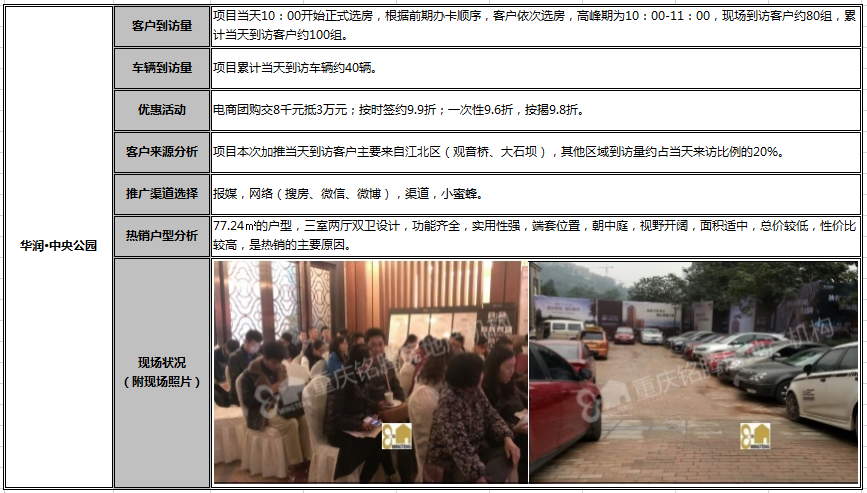 华润•中央公园
客户到访量
项目当天10：00开始正式选房，根据前期办卡顺序，客户依次选房，高峰期为10：00-11：00，现场到访客户约80组，累
计当天到访客户约100组。
车辆到访量
项目累计当天到访车辆约40辆。
优惠活动
电商团购交8千元抵3万元；按时签约9.9折；一次性9.6折，按揭9.8折。
客户来源分析
项目本次加推当天到访客户主要来自江北区（观音桥、大石坝），其他区域到访量约占当天来访比例的20%。
推广渠道选择
报媒，网络（搜房、微信、微博），渠道，小蜜蜂。
热销户型分析
77.24㎡的户型，三室两厅双卫设计，功能齐全，实用性强，端套位置，朝中庭，视野开阔，面积适中，总价较低，性价比
较高，是热销的主要原因。
现场状况
（附现场照片）